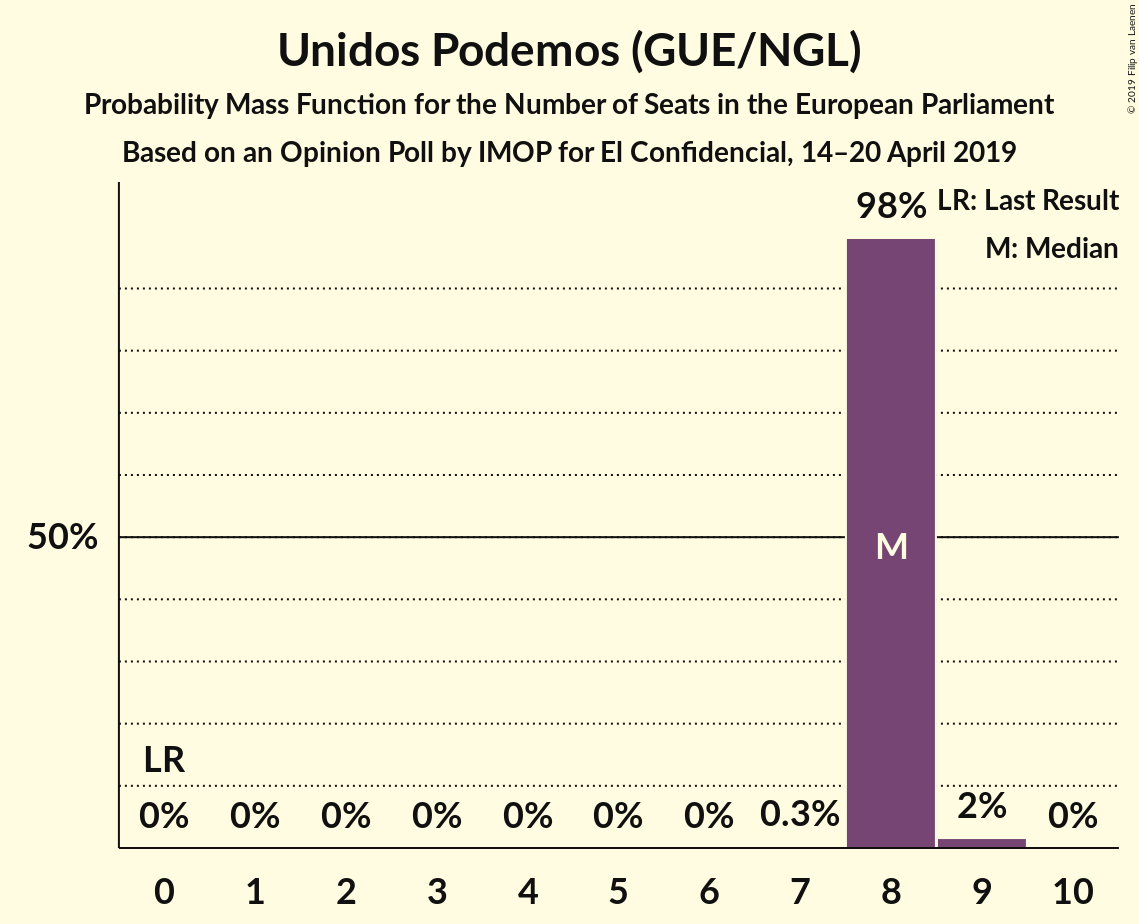 Unidos Podemos (GUE/NGL)
Probability Mass Function for the Number of Seats in the European Parliament
Based on an Opinion Poll by IMOP for El Confidencial, 14–20 April 2019
© 2019 Filip van Laenen
98% LR: Last Result
M: Median
50%
M
LR
0% 0% 0% 0% 0% 0% 0% 0.3% 2% 0%
0 1 2 3 4 5 6 7 8 9 10